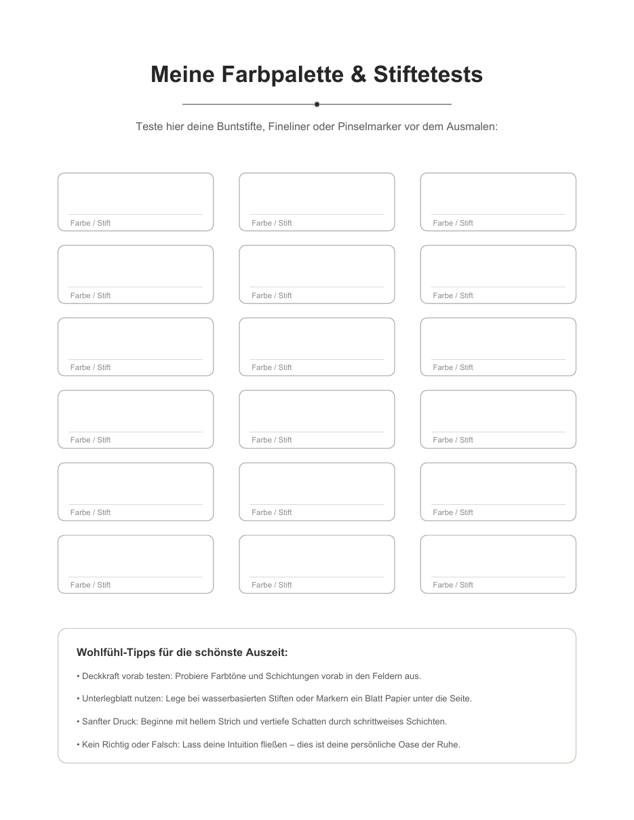 Meine Farbpalette & Stiftetests
Teste hier deine Buntstifte, Fineliner oder Pinselmarker vor dem Ausmalen:
Farbe / Stift Farbe / Stift Farbe / Stift
Farbe / Stift Farbe / Stift Farbe / Stift
Farbe / Stift Farbe / Stift Farbe / Stift
Farbe / Stift Farbe / Stift Farbe / Stift
Farbe / Stift Farbe / Stift Farbe / Stift
Farbe / Stift Farbe / Stift Farbe / Stift
Wohlfühl-Tipps für die schönste Auszeit:
• Deckkraft vorab testen: Probiere Farbtöne und Schichtungen vorab in den Feldern aus.
• Unterlegblatt nutzen: Lege bei wasserbasierten Stiften oder Markern ein Blatt Papier unter die Seite.
• Sanfter Druck: Beginne mit hellem Strich und vertiefe Schatten durch schrittweises Schichten.
• Kein Richtig oder Falsch: Lass deine Intuition fließen – dies ist deine persönliche Oase der Ruhe.